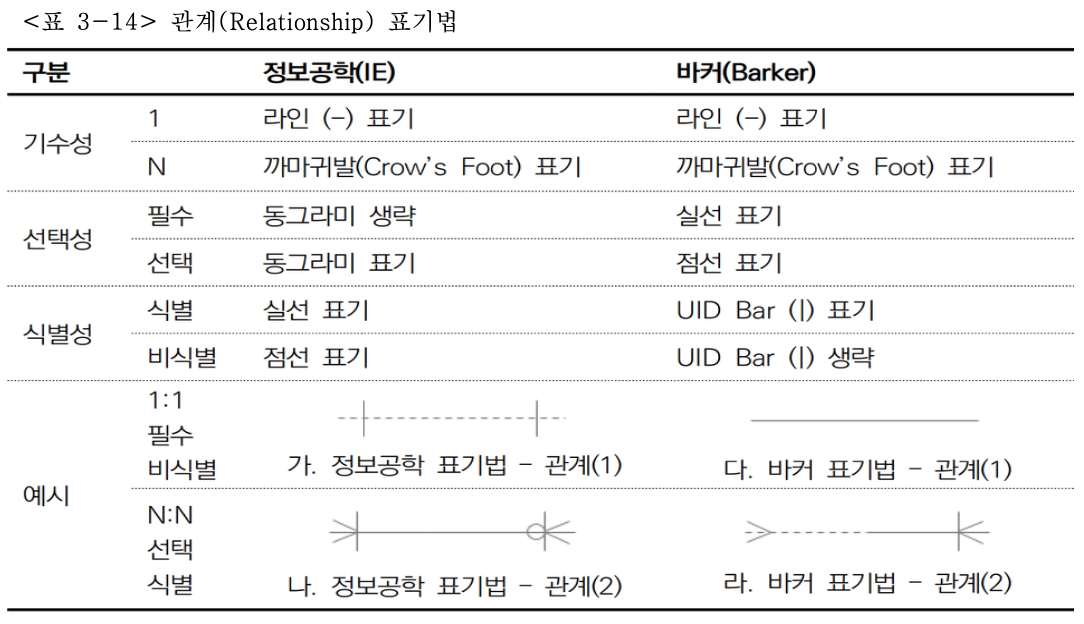 <표 3-14> 관계(Relationship) 표기법
구분 정보공학(IE) 바커(Barker)
기수성
1 라인 (-) 표기 라인 (-) 표기
N 까마귀발(Crow's Foot) 표기 까마귀발(Crow's Foot) 표기
선택성
필수 동그라미 생략 실선 표기
선택 동그라미 표기 점선 표기
식별성
식별 실선 표기 UID Bar (|) 표기
비식별 점선 표기 UID Bar (|) 생략
예시
1:1
필수
비식별
가. 정보공학 표기법 - 관계(1) 다. 바커 표기법 - 관계(1)
N:N
선택
식별
나. 정보공학 표기법 - 관계(2) 라. 바커 표기법 - 관계(2)